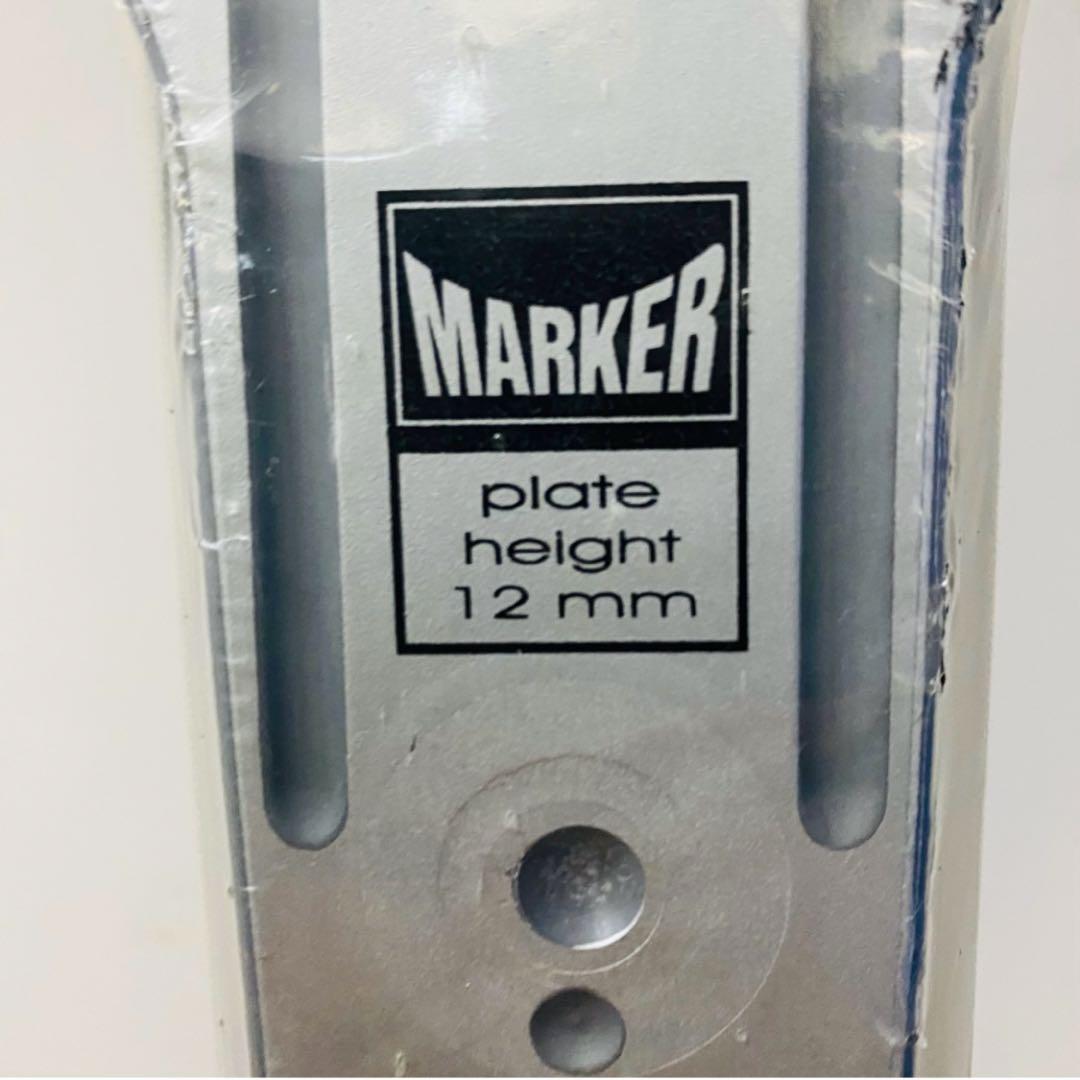 MARKER
plate
height
12 mm